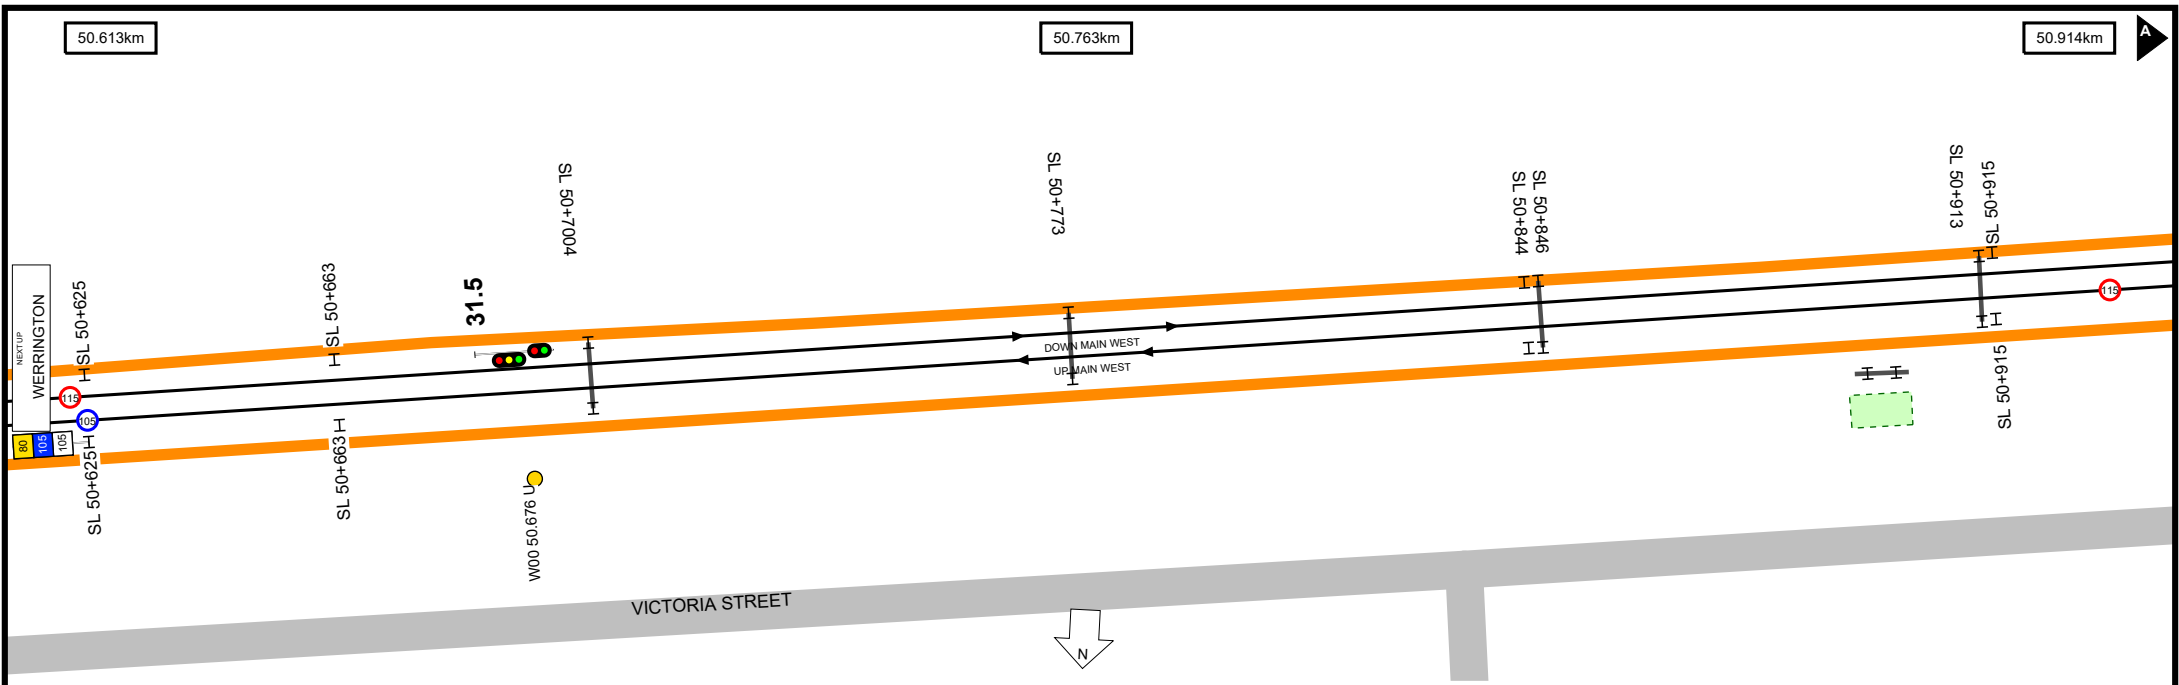 50.613km
50.763km
50.914km
A
NEXT UP
WERRINGTON
SL 50+625
SL 50+663
31.5
SL 50+7004
SL 50+773
SL 50+844
SL 50+846
SL 50+913
SL 50+915
115
105
80
105
105
DOWN MAIN WEST
UP MAIN WEST
115
SL 50+625
SL 50+663
W00 50.676 U
SL 50+915
VICTORIA STREET
N